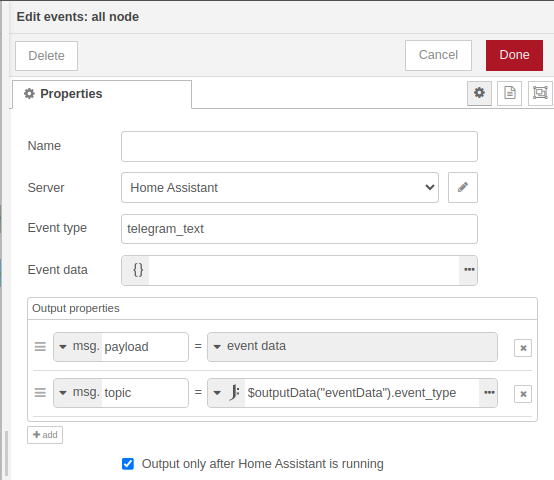 Edit events: all node
Delete Cancel Done
Properties
Name
Server Home Assistant
Event type telegram_text
Event data {} •••
Output properties
msg. payload = event data ×
msg. topic = J: $outputData("eventData").event_type ••• ×
+ add
Output only after Home Assistant is running